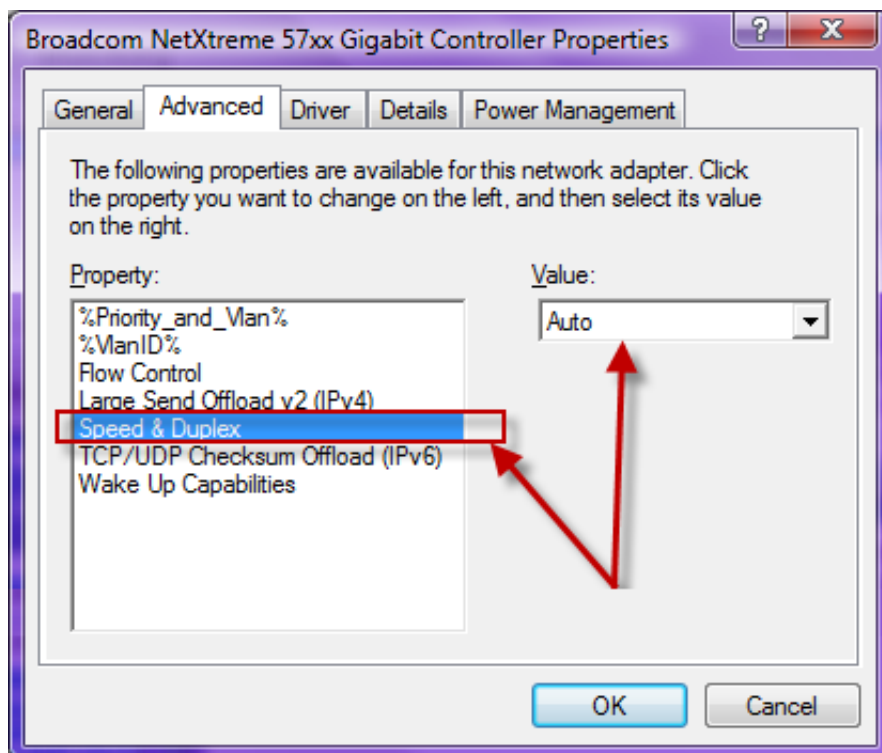 Broadcom NetXtreme 57xx Gigabit Controller Properties
General Advanced Driver Details Power Management
The following properties are available for this network adapter. Click
the property you want to change on the left, and then select its value
on the right.
Property:
%Priority_and_Vlan%
%VlanID%
Flow Control
Large Send Offload v2 (IPv4)
Speed & Duplex
TCP/UDP Checksum Offload (IPv6)
Wake Up Capabilities
Value:
Auto
OK Cancel